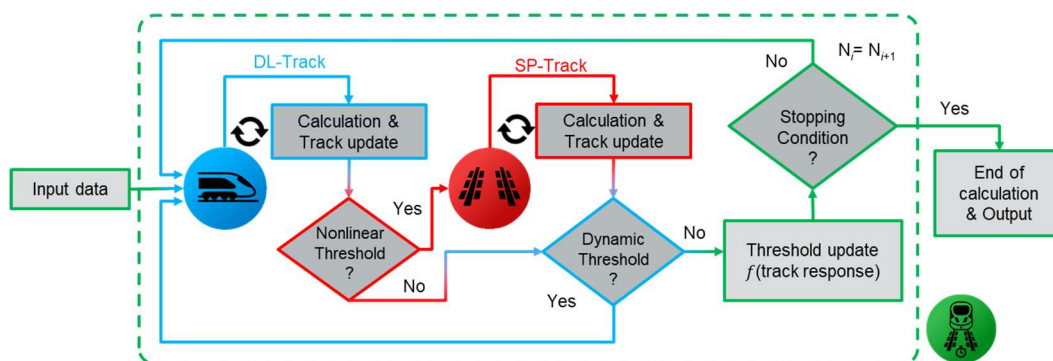 DL-Track
SP-Track
No
N𝑖= N𝑖+1
Calculation &
Track update
Calculation &
Track update
Stopping
Condition
?
Yes
Input data
Yes
End of
calculation
& Output
Nonlinear
Threshold
?
No
Dynamic
Threshold
?
No
Yes
Threshold update
𝑓(track response)